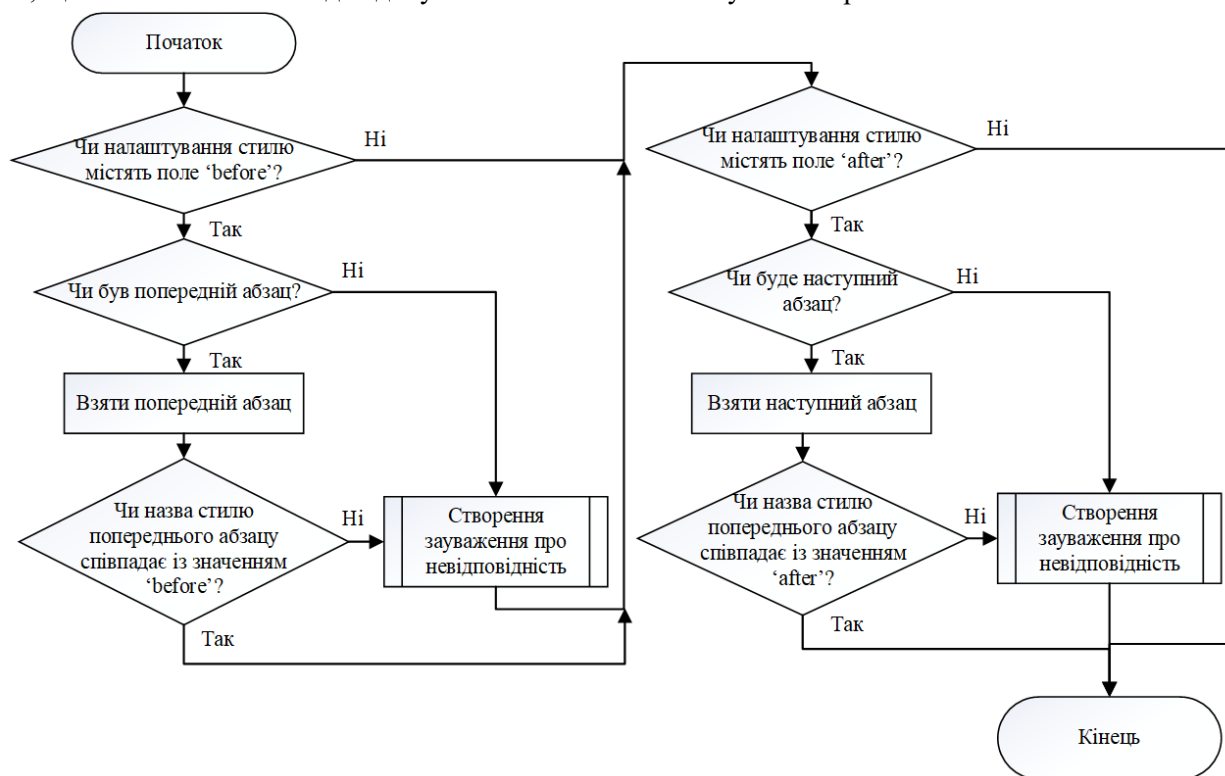 Початок
Чи налаштування стилю
містять поле ‘before’?
Ні
Так
Чи був попередній абзац?
Ні
Так
Взяти попередній абзац
Чи назва стилю
попереднього абзацу
співпадає із значенням
‘before’?
Ні
Так
Створення
зауваження про
невідповідність
Чи налаштування стилю
містять поле ‘after’?
Ні
Так
Чи буде наступний
абзац?
Ні
Так
Взяти наступний абзац
Чи назва стилю
попереднього абзацу
співпадає із значенням
‘after’?
Ні
Так
Створення
зауваження про
невідповідність
Кінець